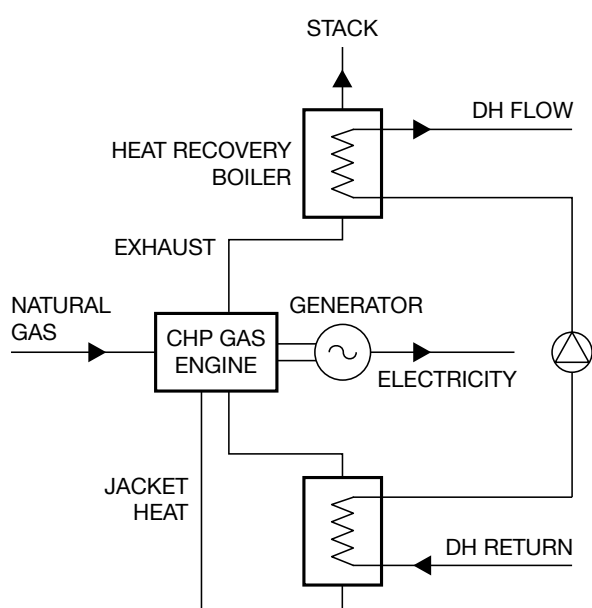 STACK
DH FLOW
HEAT RECOVERY
BOILER
EXHAUST
NATURAL
GAS
CHP GAS
ENGINE
GENERATOR
ELECTRICITY
JACKET
HEAT
DH RETURN